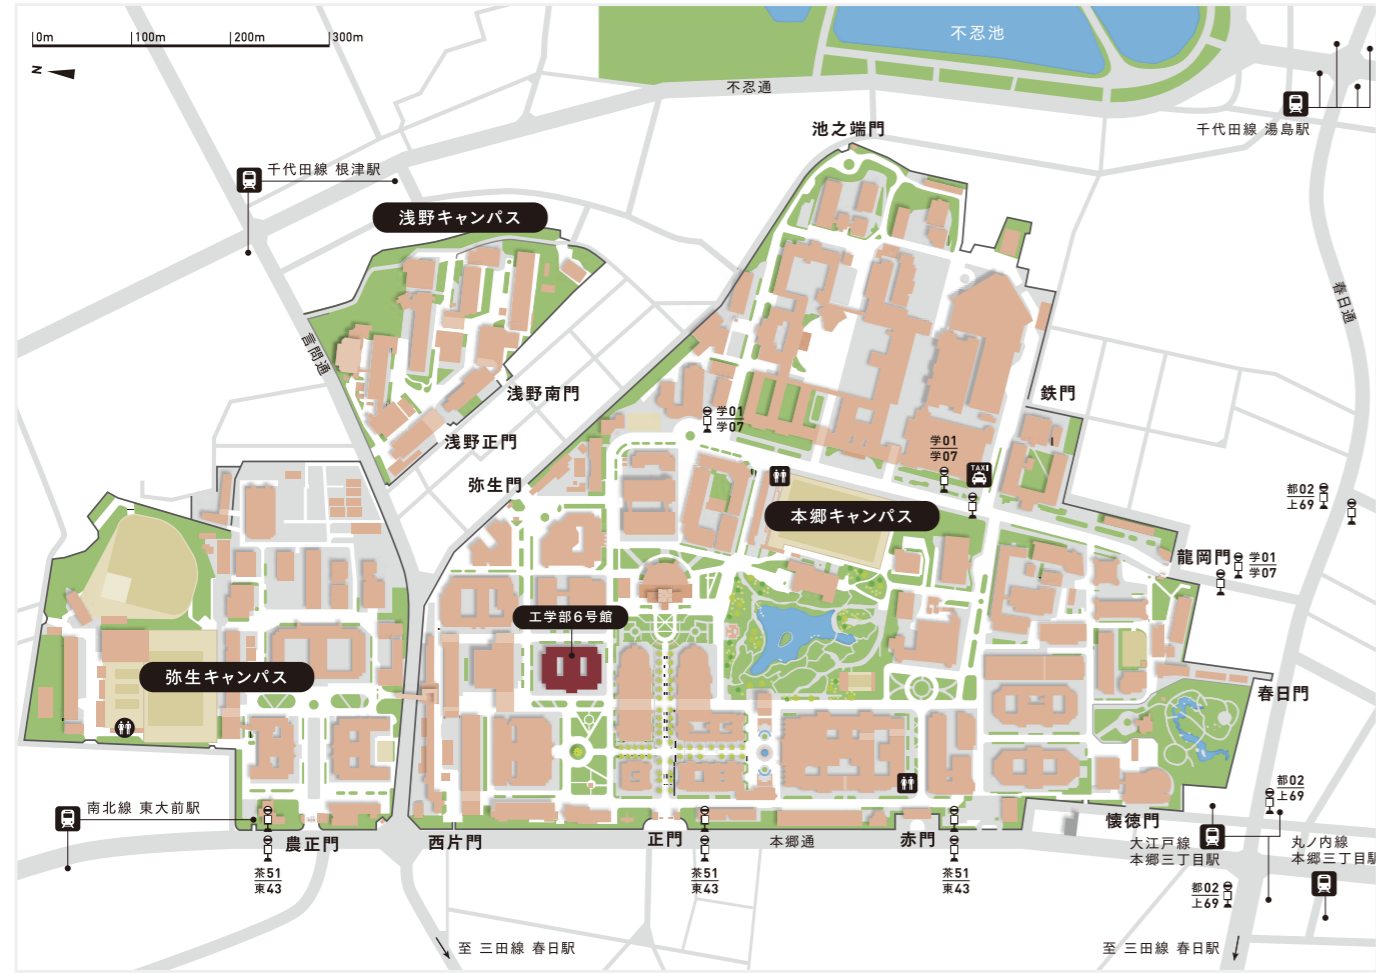 0m 100m 200m 300m
N
不忍池
不忍通
千代田線 湯島駅
池之端門
千代田線 根津駅
浅野キャンパス
春日通
言問通
浅野南門
鉄門
学01
学07
浅野正門
学01
学07
TAXI
弥生門
都02
上69
本郷キャンパス
龍岡門
学01
学07
工学部6号館
弥生キャンパス
春日門
都02
上69
南北線 東大前駅
農正門
西片門
正門
本郷通
赤門
懐徳門
大江戸線
本郷三丁目駅
丸ノ内線
本郷三丁目駅
茶51
東43
茶51
東43
茶51
東43
都02
上69
至 三田線 春日駅
至 三田線 春日駅